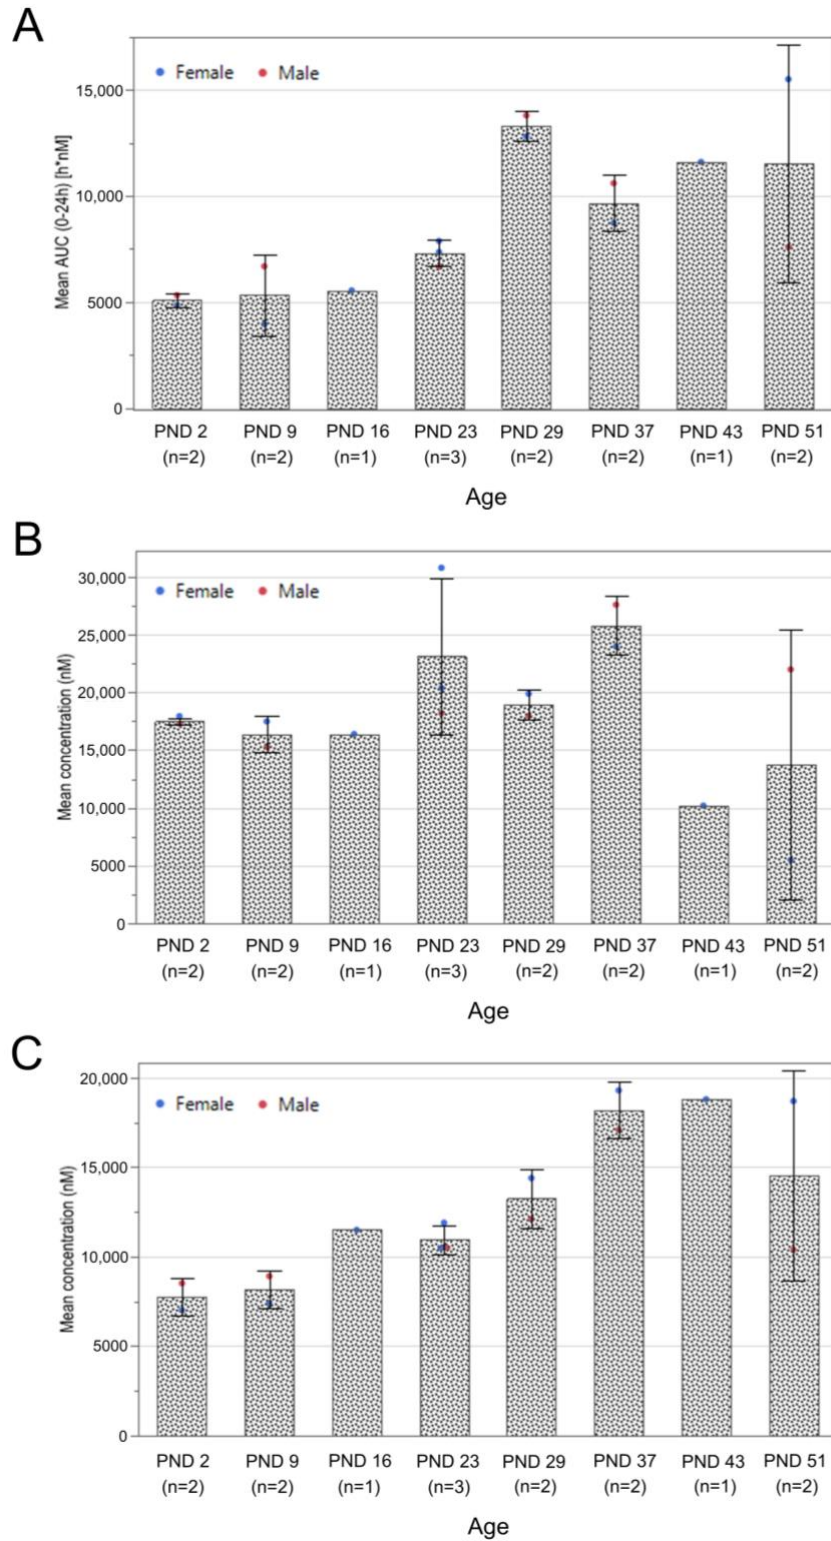 A
Female Male
Mean AUC (0-24h) [h*nM]
15,000
10,000
5000
0
PND 2 PND 9 PND 16 PND 23 PND 29 PND 37 PND 43 PND 51
(n=2) (n=2) (n=1) (n=3) (n=2) (n=2) (n=1) (n=2)
Age
B
Female Male
Mean concentration (nM)
30,000
25,000
20,000
15,000
10,000
5000
0
PND 2 PND 9 PND 16 PND 23 PND 29 PND 37 PND 43 PND 51
(n=2) (n=2) (n=1) (n=3) (n=2) (n=2) (n=1) (n=2)
Age
C
Female Male
Mean concentration (nM)
20,000
15,000
10,000
5000
0
PND 2 PND 9 PND 16 PND 23 PND 29 PND 37 PND 43 PND 51
(n=2) (n=2) (n=1) (n=3) (n=2) (n=2) (n=1) (n=2)
Age